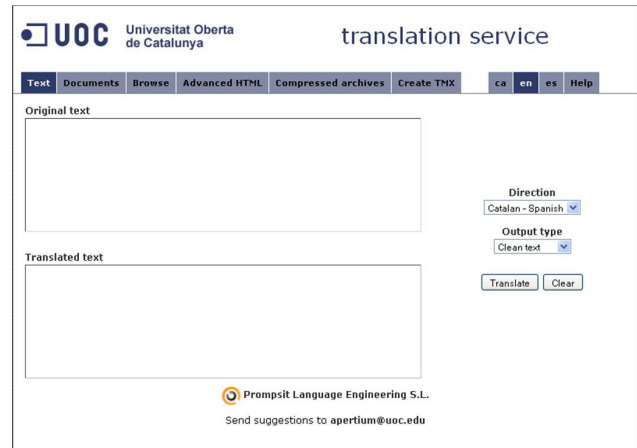 UOC Universitat Oberta de Catalunya
translation service
Text Documents Browse Advanced HTML Compressed archives Create TMX ca en es Help
Original text
Direction
Catalan - Spanish
Output type
Clean text
Translated text
Translate Clear
Prompsit Language Engineering S.L.
Send suggestions to apertium@uoc.edu